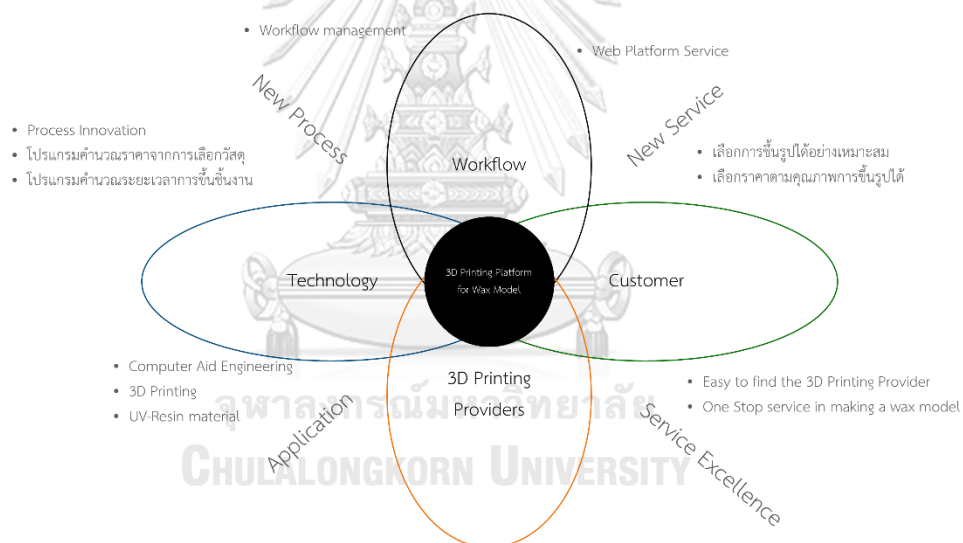 • Workflow management
• Web Platform Service
New Process
New Service
• Process Innovation
• โปรแกรมคำนวณราคาจากการเลือกวัสดุ
• โปรแกรมคำนวณระยะเวลาการขึ้นชิ้นงาน
Workflow
• เลือกการขึ้นรูปได้อย่างเหมาะสม
• เลือกราคาตามคุณภาพการขึ้นรูปได้
Technology
3D Printing Platform
for Wax Model
Customer
• Computer Aid Engineering
• 3D Printing
• UV-Resin material
3D Printing
Providers
• Easy to find the 3D Printing Provider
• One Stop service in making a wax model
Application
Service Excellence
จุฬาลงกรณ์มหาวิทยาลัย
CHULALONGKORN UNIVERSITY